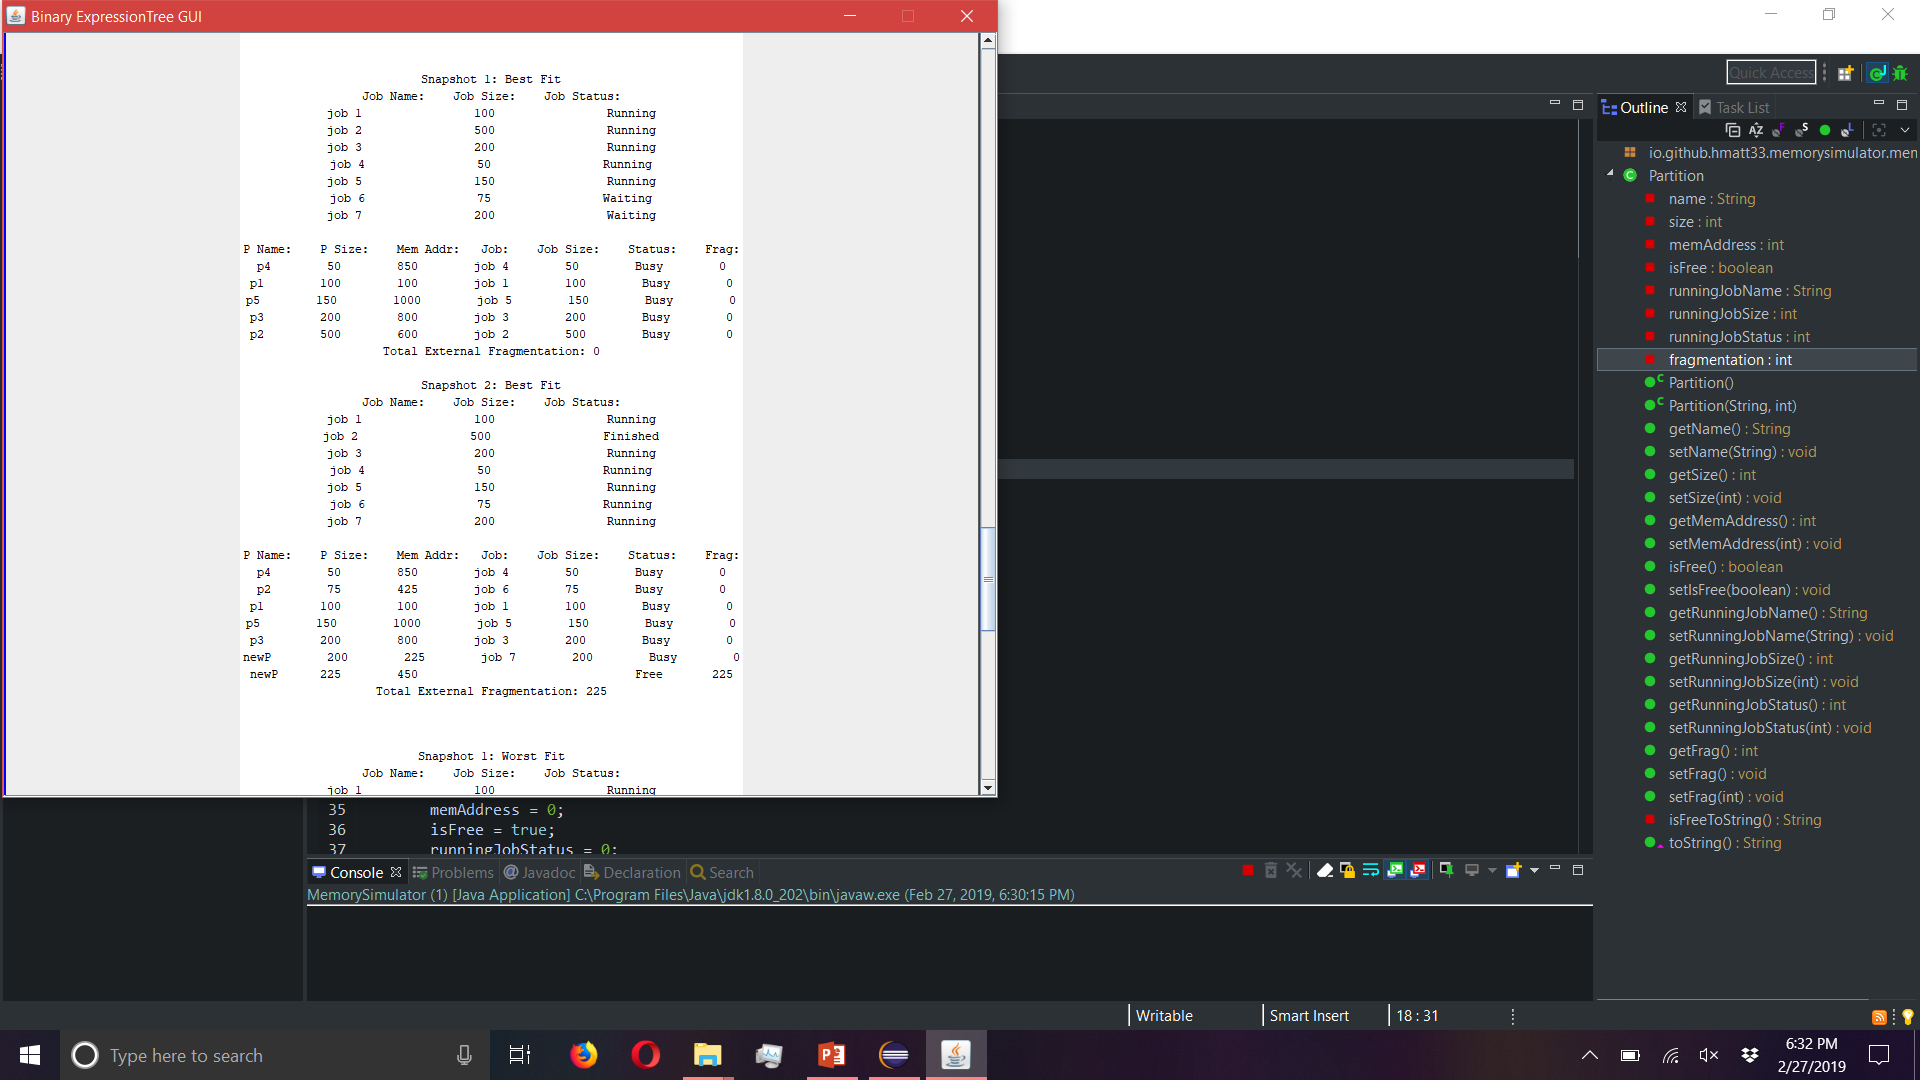 Binary ExpressionTree GUI
Snapshot 1: Best Fit
Job Name: Job Size: Job Status:
job 1 100 Running
job 2 500 Running
job 3 200 Running
job 4 50 Running
job 5 150 Running
job 6 75 Waiting
job 7 200 Waiting
P Name: P Size: Mem Addr: Job: Job Size: Status: Frag:
p4 50 850 job 4 50 Busy 0
p1 100 100 job 1 100 Busy 0
p5 150 1000 job 5 150 Busy 0
p3 200 800 job 3 200 Busy 0
p2 500 600 job 2 500 Busy 0
Total External Fragmentation: 0
Snapshot 2: Best Fit
Job Name: Job Size: Job Status:
job 1 100 Running
job 2 500 Finished
job 3 200 Running
job 4 50 Running
job 5 150 Running
job 6 75 Running
job 7 200 Running
P Name: P Size: Mem Addr: Job: Job Size: Status: Frag:
p4 50 850 job 4 50 Busy 0
p2 75 425 job 6 75 Busy 0
p1 100 100 job 1 100 Busy 0
p5 150 1000 job 5 150 Busy 0
p3 200 800 job 3 200 Busy 0
newP 200 225 job 7 200 Busy 0
newP 225 450 Free 225
Total External Fragmentation: 225
Snapshot 1: Worst Fit
Job Name: Job Size: Job Status:
job 1 100 Running
35 memAddress = 0;
36 isFree = true;
37 runningJobStatus = 0;
Quick Access
Outline Task List
io.github.hmatt33.memorysimulator.mem
Partition
name : String
size : int
memAddress : int
isFree : boolean
runningJobName : String
runningJobSize : int
runningJobStatus : int
fragmentation : int
Partition()
Partition(String, int)
getName() : String
setName(String) : void
getSize() : int
setSize(int) : void
getMemAddress() : int
setMemAddress(int) : void
isFree() : boolean
setIsFree(boolean) : void
getRunningJobName() : String
setRunningJobName(String) : void
getRunningJobSize() : int
setRunningJobSize(int) : void
getRunningJobStatus() : int
setRunningJobStatus(int) : void
getFrag() : int
setFrag() : void
setFrag(int) : void
isFreeToString() : String
toString() : String
Console Problems Javadoc Declaration Search
MemorySimulator (1) [Java Application] C:\Program Files\Java\jdk1.8.0_202\bin\javaw.exe (Feb 27, 2019, 6:30:15 PM)
Writable Smart Insert 18 : 31
Type here to search
6:32 PM
2/27/2019